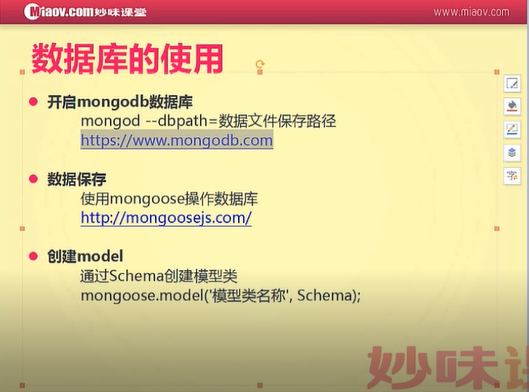 Miaov.com妙味课堂
www.miaov.com
数据库的使用
开启mongodb数据库
mongod --dbpath=数据文件保存路径
https://www.mongodb.com
数据保存
使用mongoose操作数据库
http://mongoosejs.com/
创建model
通过Schema创建模型类
mongoose.model('模型类名称', Schema);
妙味